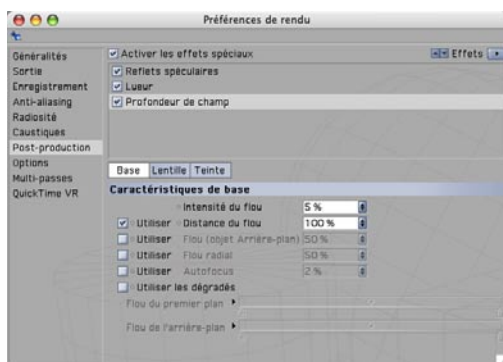 Préférences de rendu
Généralités
Sortie
Enregistrement
Anti-aliasing
Radiosité
Caustiques
Post-production
Options
Multi-passes
QuickTime VR
Activer les effets spéciaux
Effets
Reflets spéculaires
Lueur
Profondeur de champ
Base Lentille Teinte
Caractéristiques de base
Intensité du flou 5 %
Utiliser Distance du flou 100 %
Utiliser Flou (objet Arrière-plan) 50 %
Utiliser Flou radial 50 %
Utiliser Autofocus 2 %
Utiliser les dégradés
Flou du premier plan
Flou de l'arrière-plan